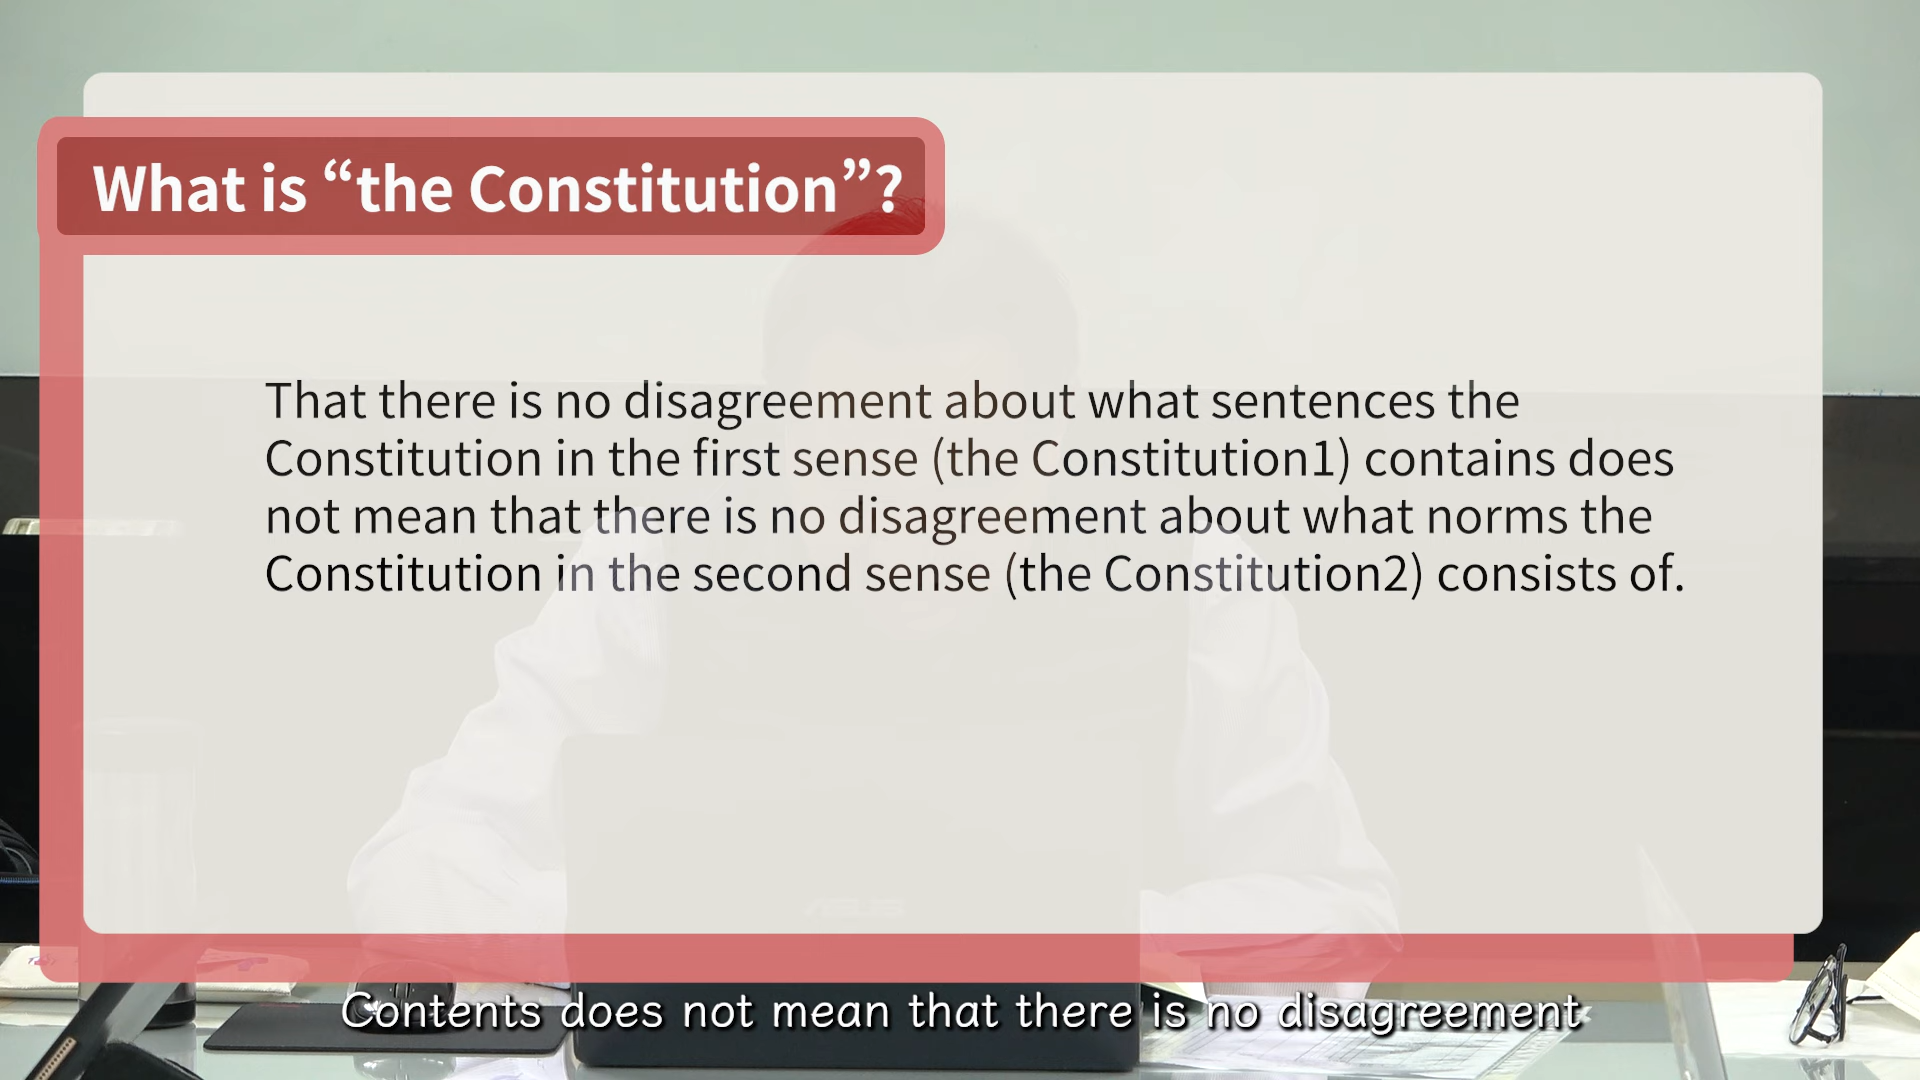 What is “the Constitution”?
That there is no disagreement about what sentences the
Constitution in the first sense (the Constitution1) contains does
not mean that there is no disagreement about what norms the
Constitution in the second sense (the Constitution2) consists of.
ASUS
Contents does not mean that there is no disagreement